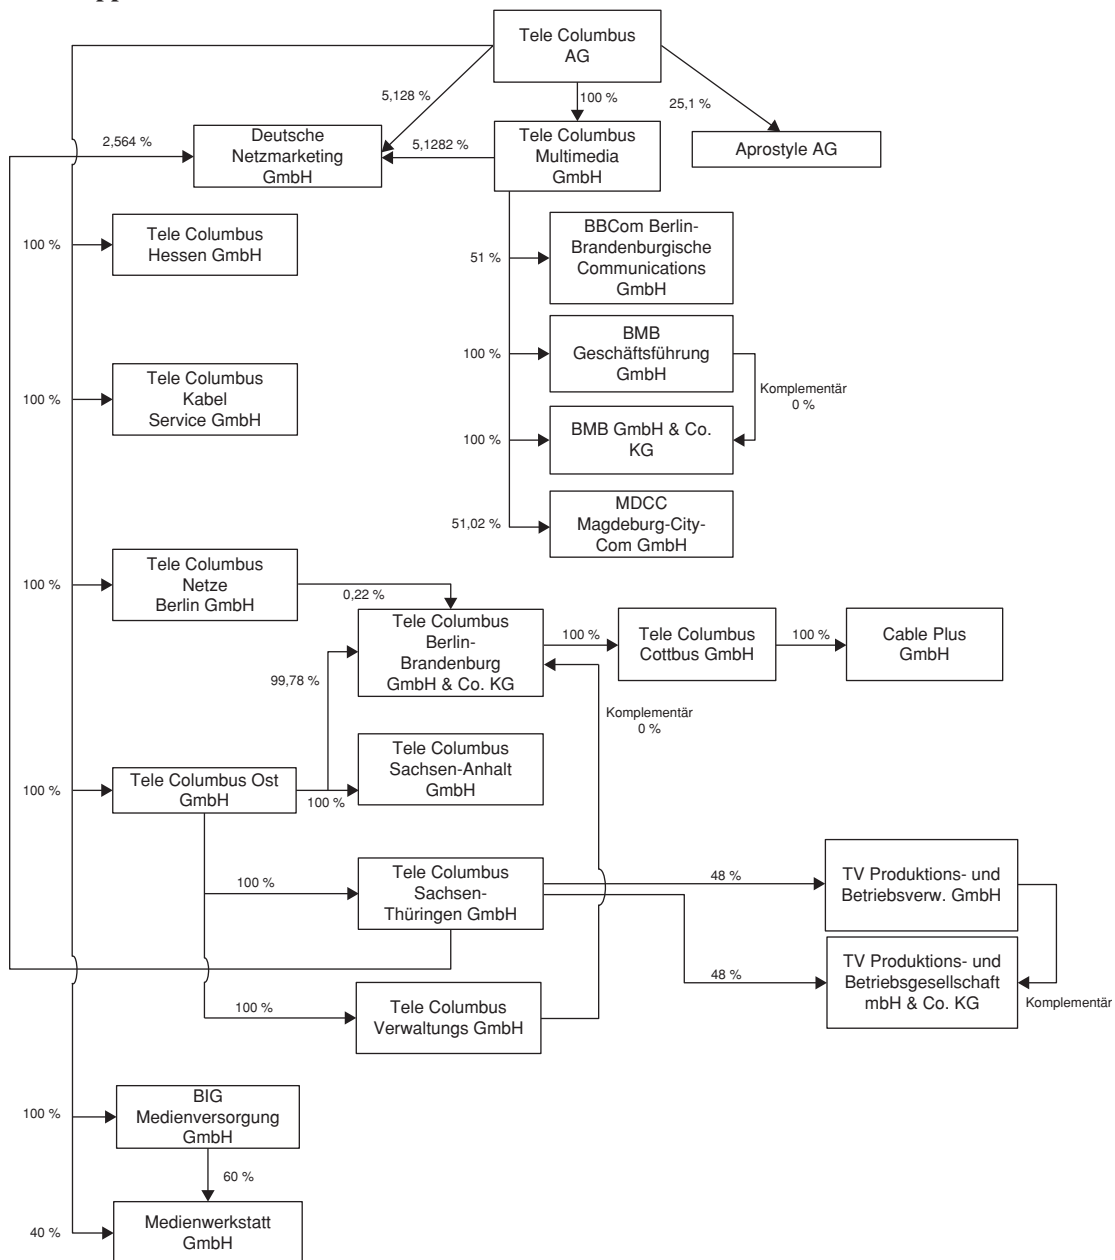 Tele Columbus
AG
5,128 %
100 %
25,1 %
2,564 %
Deutsche
Netzmarketing
GmbH
5,1282 %
Tele Columbus
Multimedia
GmbH
Aprostyle AG
100 %
Tele Columbus
Hessen GmbH
51 %
BBCom Berlin-
Brandenburgische
Communications
GmbH
100 %
BMB
Geschäftsführung
GmbH
Komplementär
0 %
100 %
Tele Columbus
Kabel
Service GmbH
100 %
BMB GmbH & Co.
KG
51,02 %
MDCC
Magdeburg-City-
Com GmbH
100 %
Tele Columbus
Netze
Berlin GmbH
0,22 %
Tele Columbus
Berlin-
Brandenburg
GmbH & Co. KG
100 %
Tele Columbus
Cottbus GmbH
100 %
Cable Plus
GmbH
99,78 %
Komplementär
0 %
100 %
Tele Columbus Ost
GmbH
100 %
Tele Columbus
Sachsen-Anhalt
GmbH
100 %
Tele Columbus
Sachsen-
Thüringen GmbH
48 %
TV Produktions- und
Betriebsverw. GmbH
48 %
TV Produktions- und
Betriebsgesellschaft
mbH & Co. KG
Komplementär
100 %
Tele Columbus
Verwaltungs GmbH
100 %
BIG
Medienversorgung
GmbH
60 %
40 %
Medienwerkstatt
GmbH